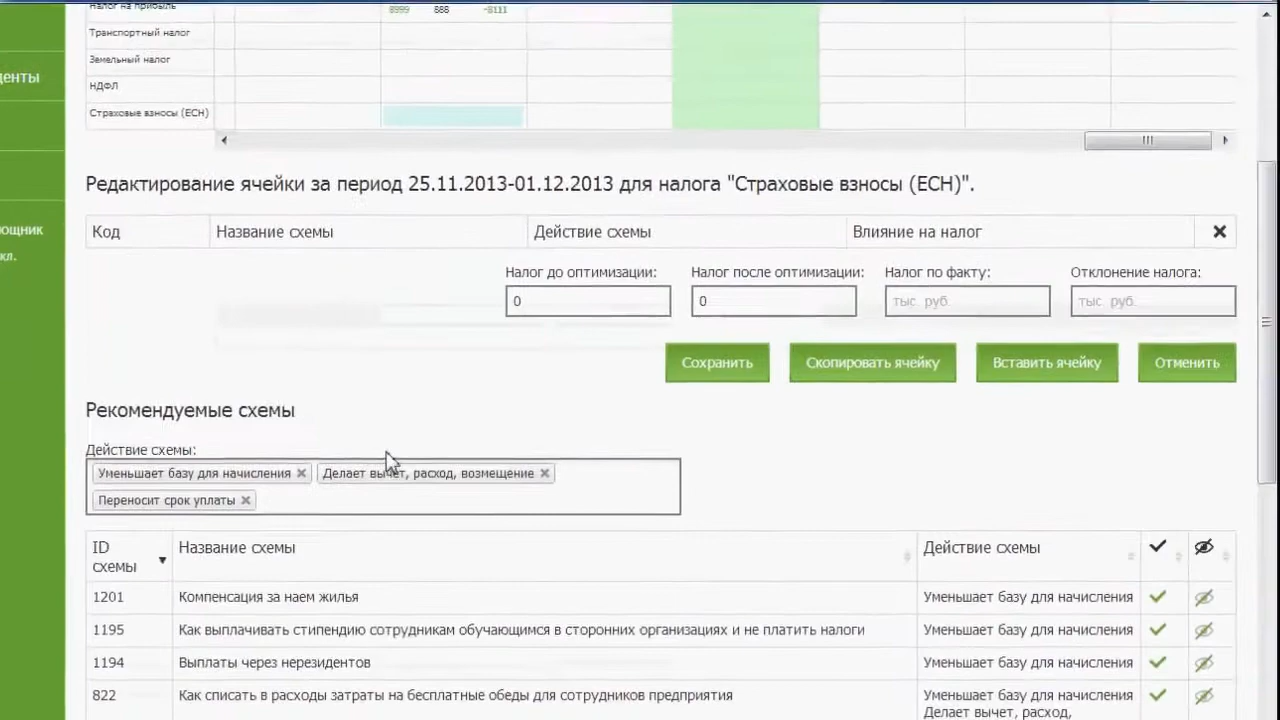 Налог на прибыль 8999 888 -8111
Транспортный налог
Земельный налог
НДФЛ
Страховые взносы (ЕСН)
денты
ощник
кл.
Редактирование ячейки за период 25.11.2013-01.12.2013 для налога "Страховые взносы (ЕСН)".
Код Название схемы Действие схемы Влияние на налог
Налог до оптимизации: Налог после оптимизации: Налог по факту: Отклонение налога:
0 0 тыс. руб. тыс. руб.
Сохранить Скопировать ячейку Вставить ячейку Отменить
Рекомендуемые схемы
Действие схемы:
Уменьшает базу для начисления Делает вычет, расход, возмещение
Переносит срок уплаты
ID схемы Название схемы Действие схемы
1201 Компенсация за наем жилья Уменьшает базу для начисления
1195 Как выплачивать стипендию сотрудникам обучающимся в сторонних организациях и не платить налоги Уменьшает базу для начисления
1194 Выплаты через нерезидентов Уменьшает базу для начисления
822 Как списать в расходы затраты на бесплатные обеды для сотрудников предприятия Уменьшает базу для начисления
Делает вычет, расход,